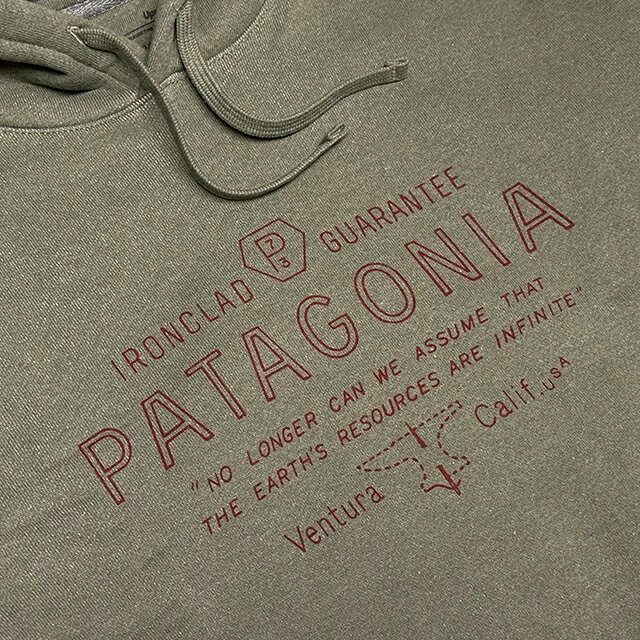 IRONCLAD P 73 GUARANTEE
PATAGONIA
"NO LONGER CAN WE ASSUME THAT
THE EARTH'S RESOURCES ARE INFINITE"
Ventura Calif. USA